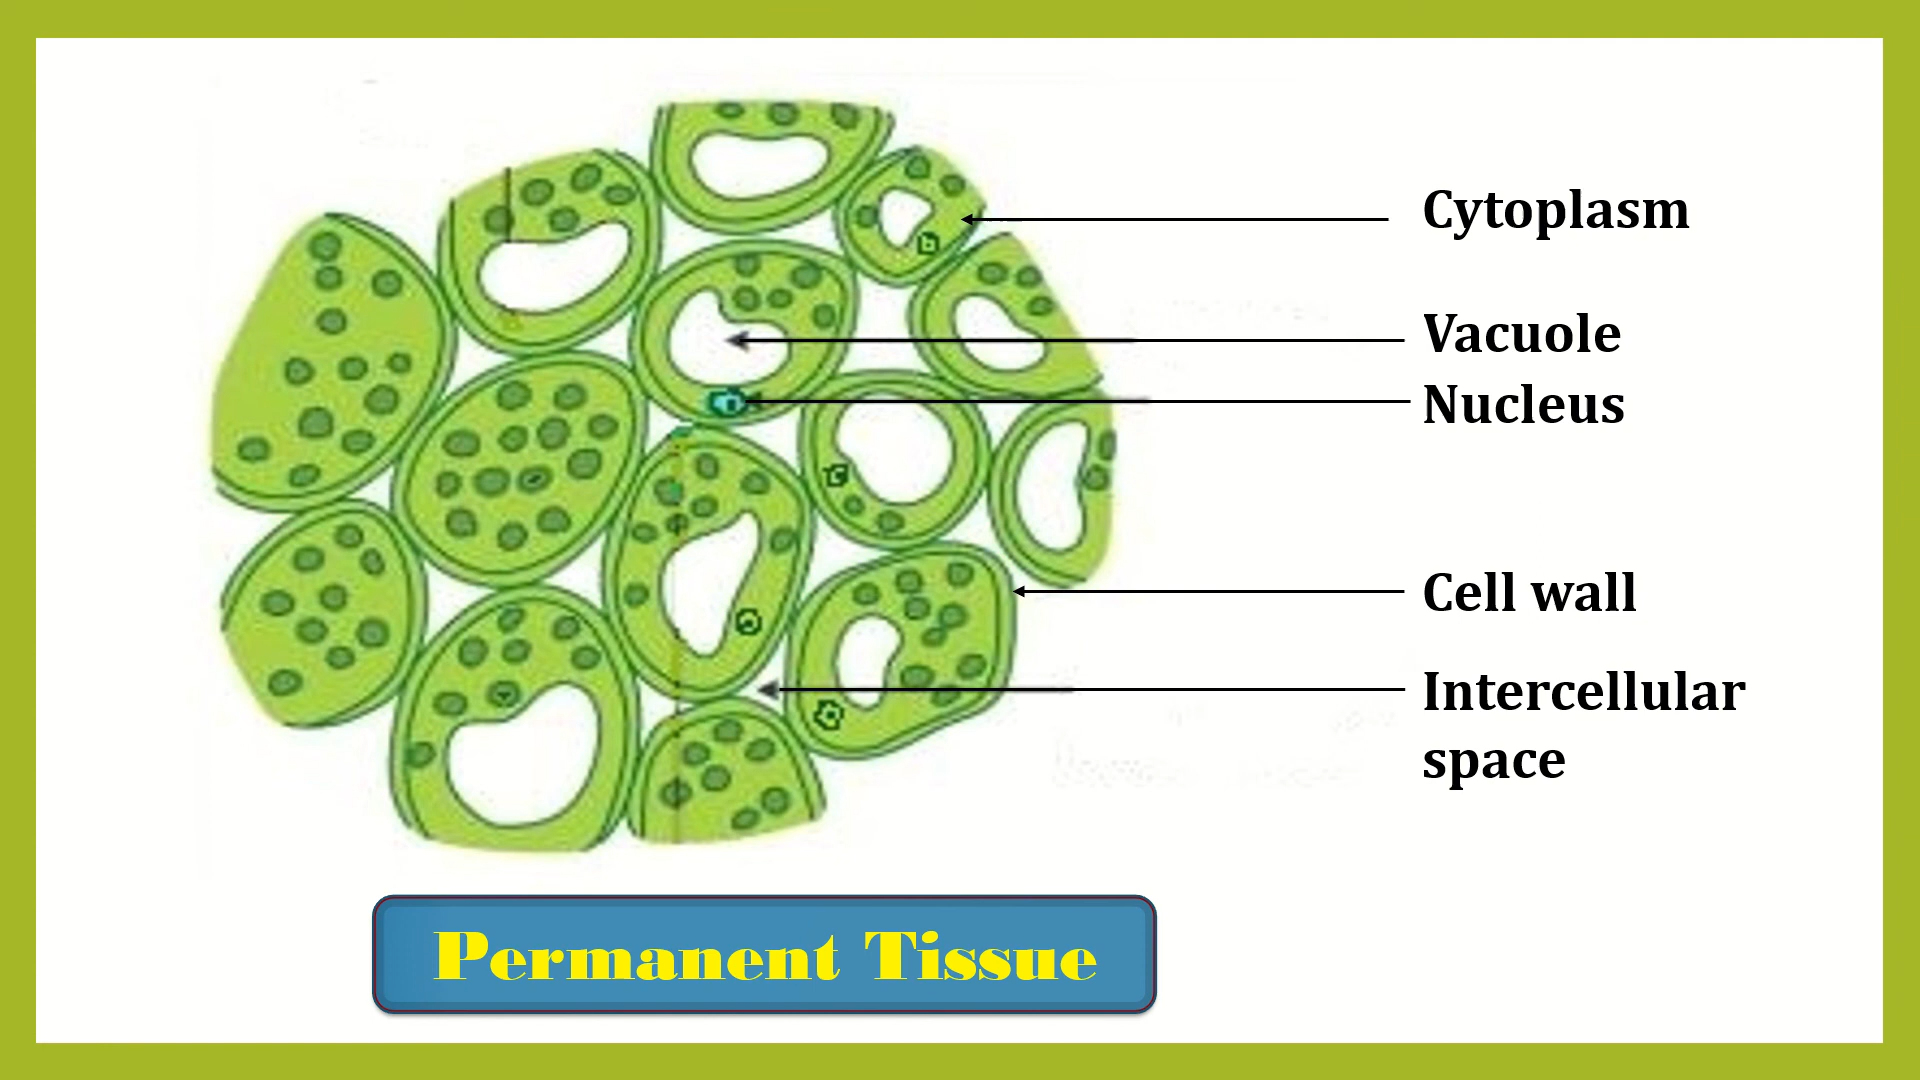 Cytoplasm
Vacuole
Nucleus
Cell wall
Intercellular
space
Permanent Tissue